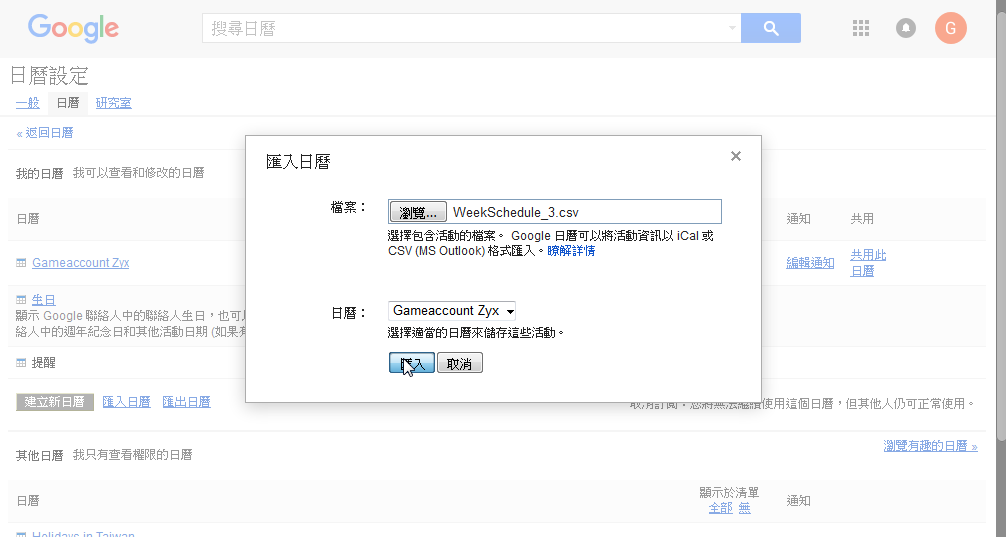 Google
搜尋日曆
G
日曆設定
一般 日曆 研究室
« 返回日曆
我的日曆 我可以查看和修改的日曆
日曆 通知 共用
Gameaccount Zyx 編輯通知 共用此
日曆
生日
顯示 Google 聯絡人中的聯絡人生日，也可
絡人中的週年紀念日和其他活動日期 (如果
提醒
建立新日曆 匯入日曆 匯出日曆
匯入日曆
×
檔案：
瀏覽... WeekSchedule_3.csv
選擇包含活動的檔案。 Google 日曆可以將活動資訊以 iCal 或
CSV (MS Outlook) 格式匯入。瞭解詳情
日曆： Gameaccount Zyx
選擇適當的日曆來儲存這些活動。
匯入 取消
取消訂閱：您將無法繼續使用這個日曆，但其他人仍可正常使用。
其他日曆 我只有查看權限的日曆
瀏覽有趣的日曆 »
日曆 顯示於清單 通知
全部 無
Holidays in Taiwan